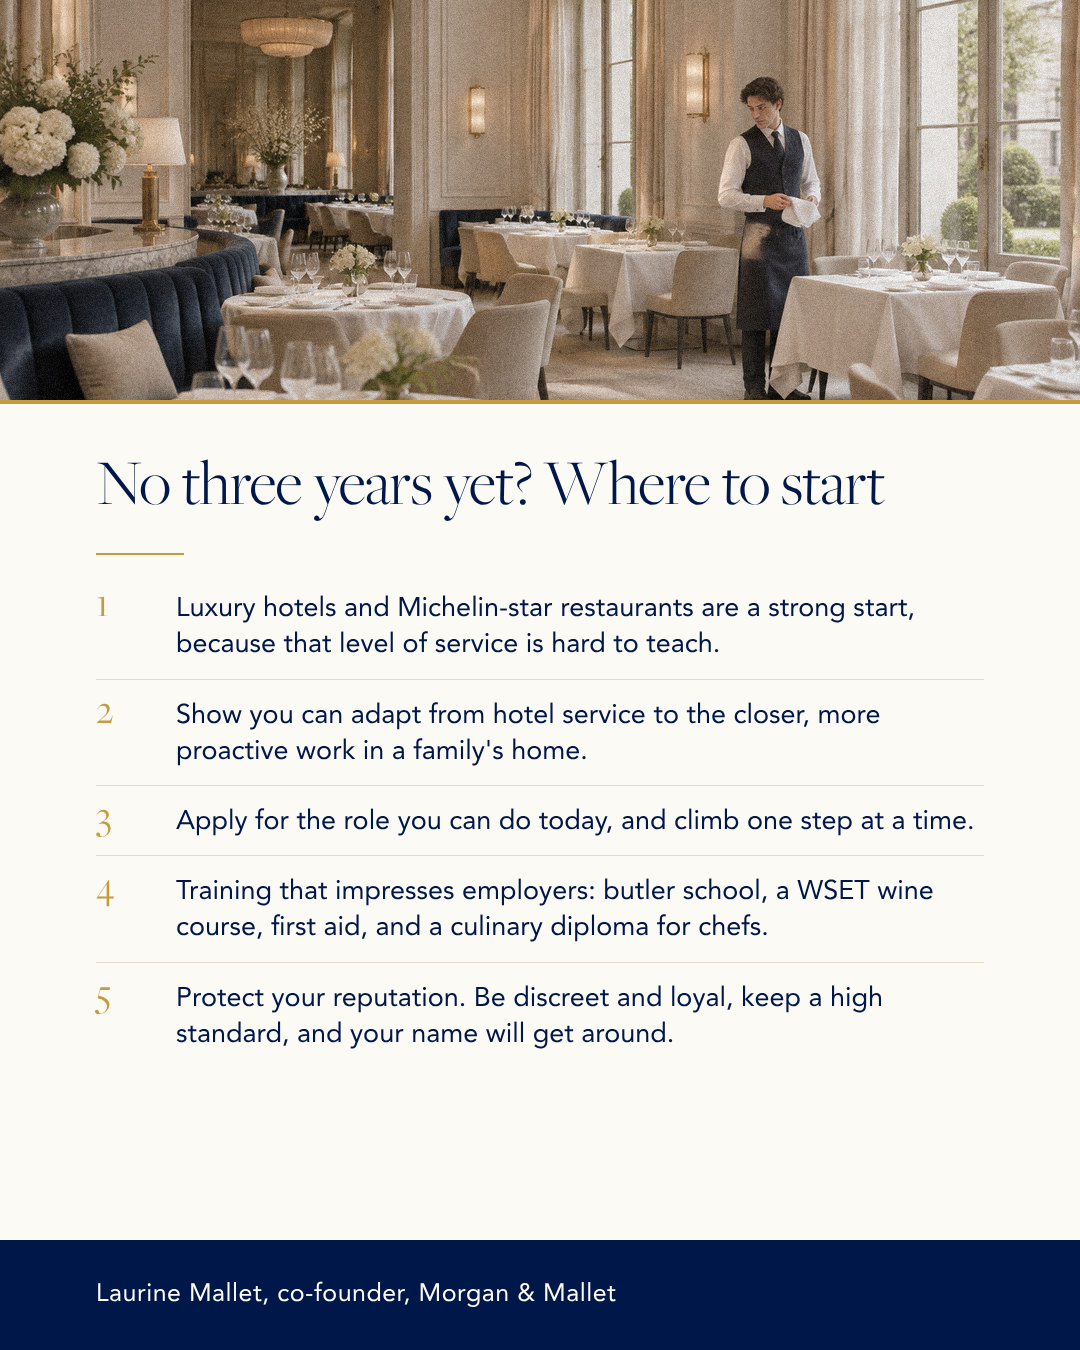 No three years yet? Where to start
1
Luxury hotels and Michelin-star restaurants are a strong start,
because that level of service is hard to teach.
2
Show you can adapt from hotel service to the closer, more
proactive work in a family's home.
3
Apply for the role you can do today, and climb one step at a time.
4
Training that impresses employers: butler school, a WSET wine
course, first aid, and a culinary diploma for chefs.
5
Protect your reputation. Be discreet and loyal, keep a high
standard, and your name will get around.
Laurine Mallet, co-founder, Morgan & Mallet